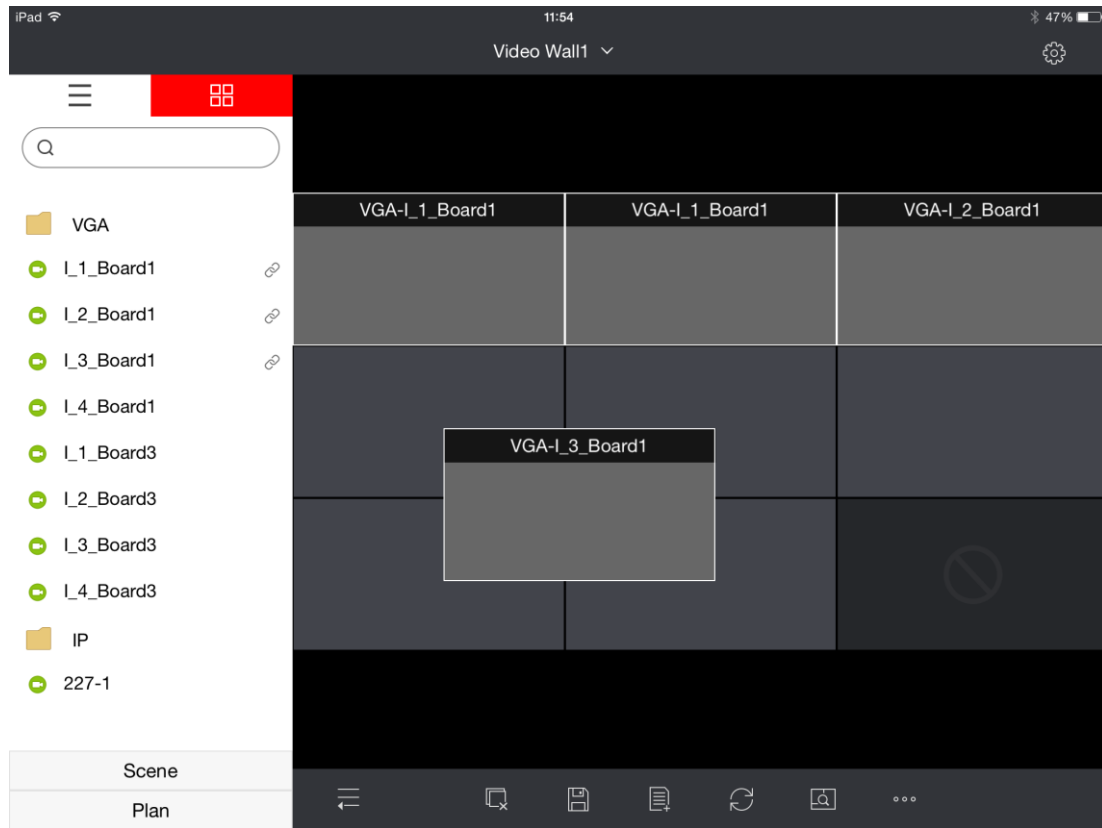 iPad 11:54 47%
Video Wall1
VGA
I_1_Board1
I_2_Board1
I_3_Board1
I_4_Board1
I_1_Board3
I_2_Board3
I_3_Board3
I_4_Board3
IP
227-1
Scene
Plan
VGA-I_1_Board1 VGA-I_1_Board1 VGA-I_2_Board1
VGA-I_3_Board1